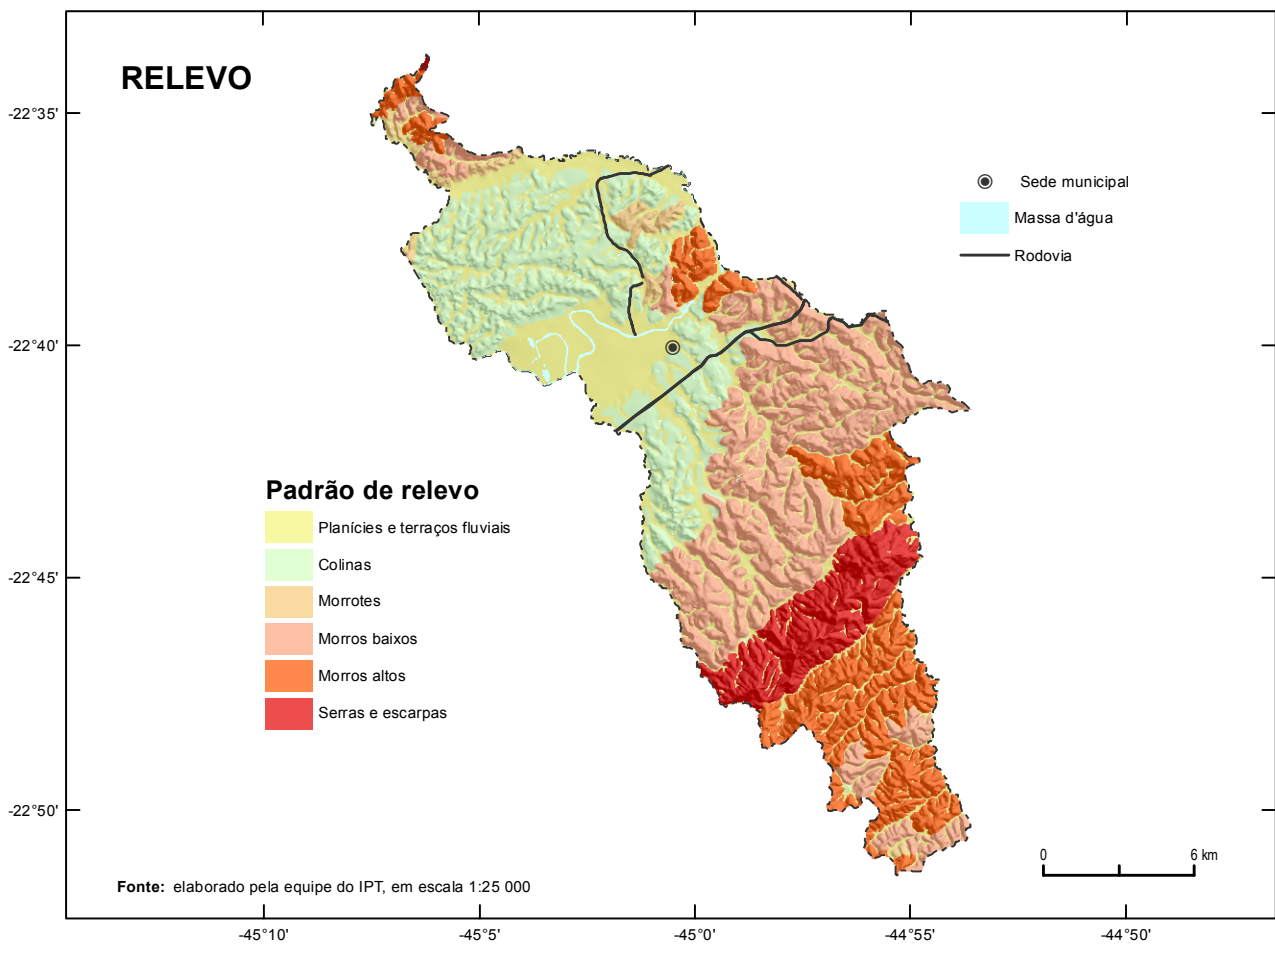 RELEVO
-22°35'
-22°40'
-22°45'
-22°50'
Sede municipal
Massa d'água
Rodovia
Padrão de relevo
Planícies e terraços fluviais
Colinas
Morrotes
Morros baixos
Morros altos
Serras e escarpas
0 6 km
Fonte: elaborado pela equipe do IPT, em escala 1:25 000
-45°10' -45°5' -45°0' -44°55' -44°50'